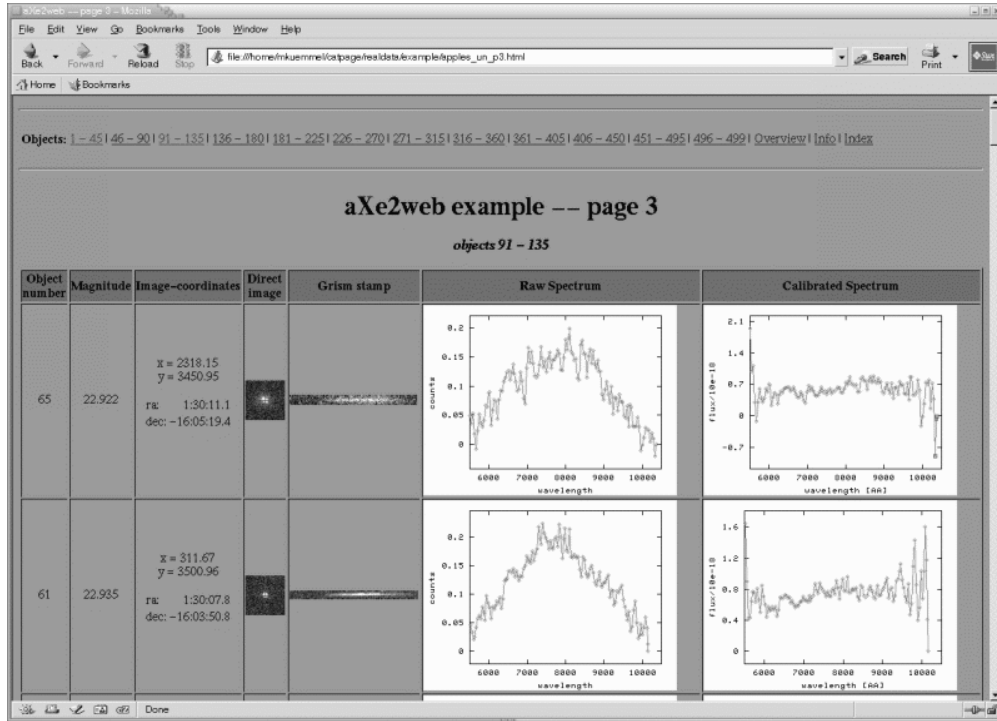 aXe2web -- page 3 - Mozilla
File Edit View Go Bookmarks Tools Window Help
Back Forward Reload Stop file:///home/mkuemmel/catpage/realdata/example/apples_un_p3.html Search Print
Home Bookmarks
Objects: 1 - 45 | 46 - 90 | 91 - 135 | 136 - 180 | 181 - 225 | 226 - 270 | 271 - 315 | 316 - 360 | 361 - 405 | 406 - 450 | 451 - 495 | 496 - 499 | Overview | Info | Index
aXe2web example -- page 3
objects 91 - 135
Object number Magnitude Image-coordinates Direct image Grism stamp Raw Spectrum Calibrated Spectrum
65
22.922
x = 2318.15
y = 3450.95
ra: 1:30:11.1
dec: -16:05:19.4
0.2
0.15
0.1
0.05
0
counts
6000 7000 8000 9000 10000
wavelength
2.1
1.4
0.7
0
-0.7
flux/10e-18
6000 7000 8000 9000 10000
wavelength [AA]
61
22.935
x = 311.67
y = 3500.96
ra: 1:30:07.8
dec: -16:03:50.8
0.2
0.15
0.1
0.05
0
counts
6000 7000 8000 9000 10000
wavelength
1.6
1.2
0.8
0.4
0
flux/10e-18
6000 7000 8000 9000 10000
wavelength [AA]
Done